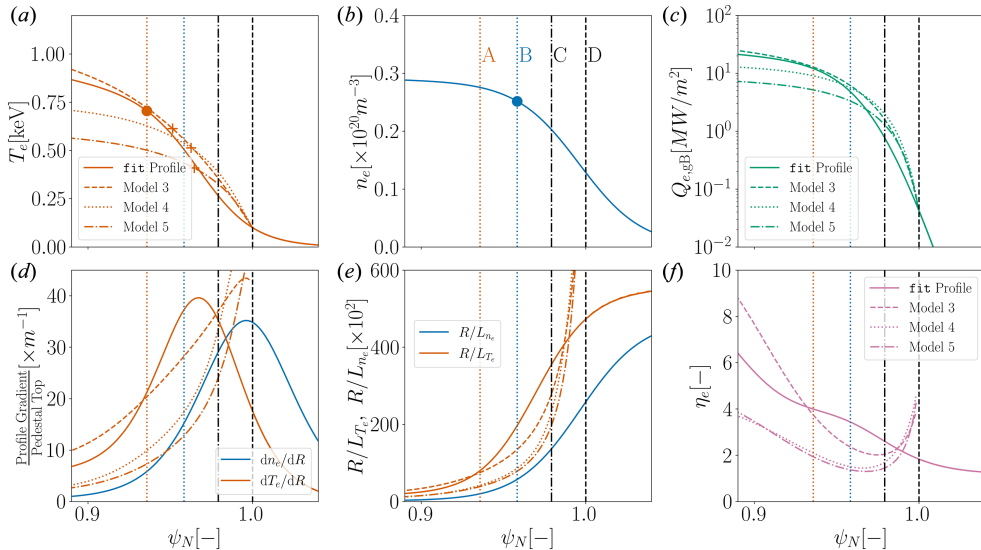 (a)
T_e[keV]
1.00
0.75
0.50
0.25
0.00
fit Profile
Model 3
Model 4
Model 5
(b)
n_e[×10^20 m^−3]
0.4
0.3
0.2
0.1
0.0
A
B
C
D
(c)
Q_e,gB[MW/m^2]
10^2
10^1
10^0
10^−1
10^−2
fit Profile
Model 3
Model 4
Model 5
(d)
Profile Gradient
Pedestal Top
[×m^−1]
40
30
20
10
0
dn_e/dR
dT_e/dR
0.9
1.0
ψ_N[−]
(e)
R/L_Te, R/L_ne[×10^2]
600
400
200
0
R/L_ne
R/L_Te
0.9
1.0
ψ_N[−]
(f)
η_e[−]
10
8
6
4
2
0
fit Profile
Model 3
Model 4
Model 5
0.9
1.0
ψ_N[−]